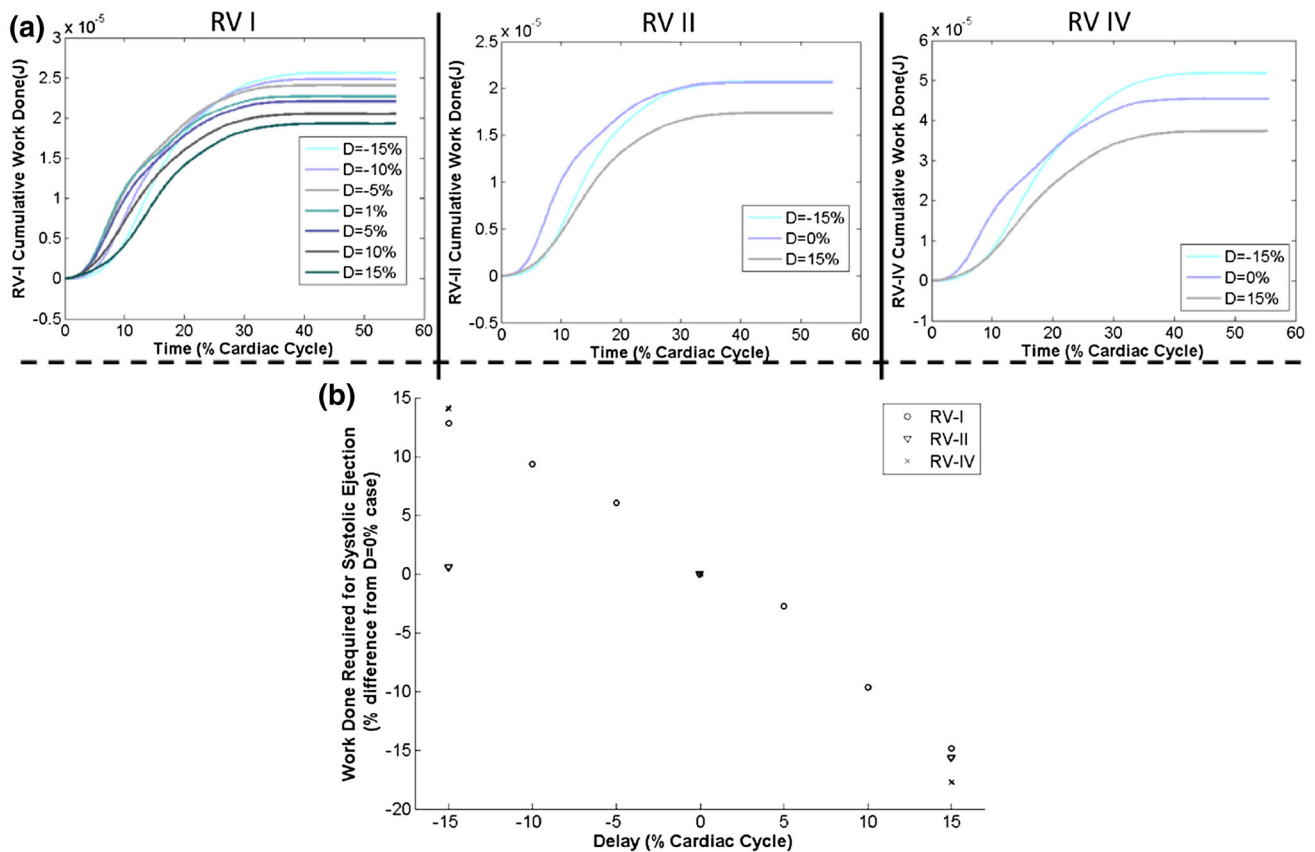 (a)
RV I
× 10⁻⁵
3
2.5
2
1.5
1
0.5
0
-0.5
RV-I Cumulative Work Done(J)
D=-15%
D=-10%
D=-5%
D=1%
D=5%
D=10%
D=15%
0 10 20 30 40 50 60
Time (% Cardiac Cycle)
RV II
× 10⁻⁵
2.5
2
1.5
1
0.5
0
-0.5
RV-II Cumulative Work Done(J)
D=-15%
D=0%
D=15%
0 10 20 30 40 50 60
Time (% Cardiac Cycle)
RV IV
× 10⁻⁵
6
5
4
3
2
1
0
-1
RV-IV Cumulative Work Done(J)
D=-15%
D=0%
D=15%
0 10 20 30 40 50 60
Time (% Cardiac Cycle)
(b)
15
10
5
0
-5
-10
-15
-20
Work Done Required for Systolic Ejection
(% difference from D=0% case)
RV-I
RV-II
RV-IV
-15 -10 -5 0 5 10 15
Delay (% Cardiac Cycle)